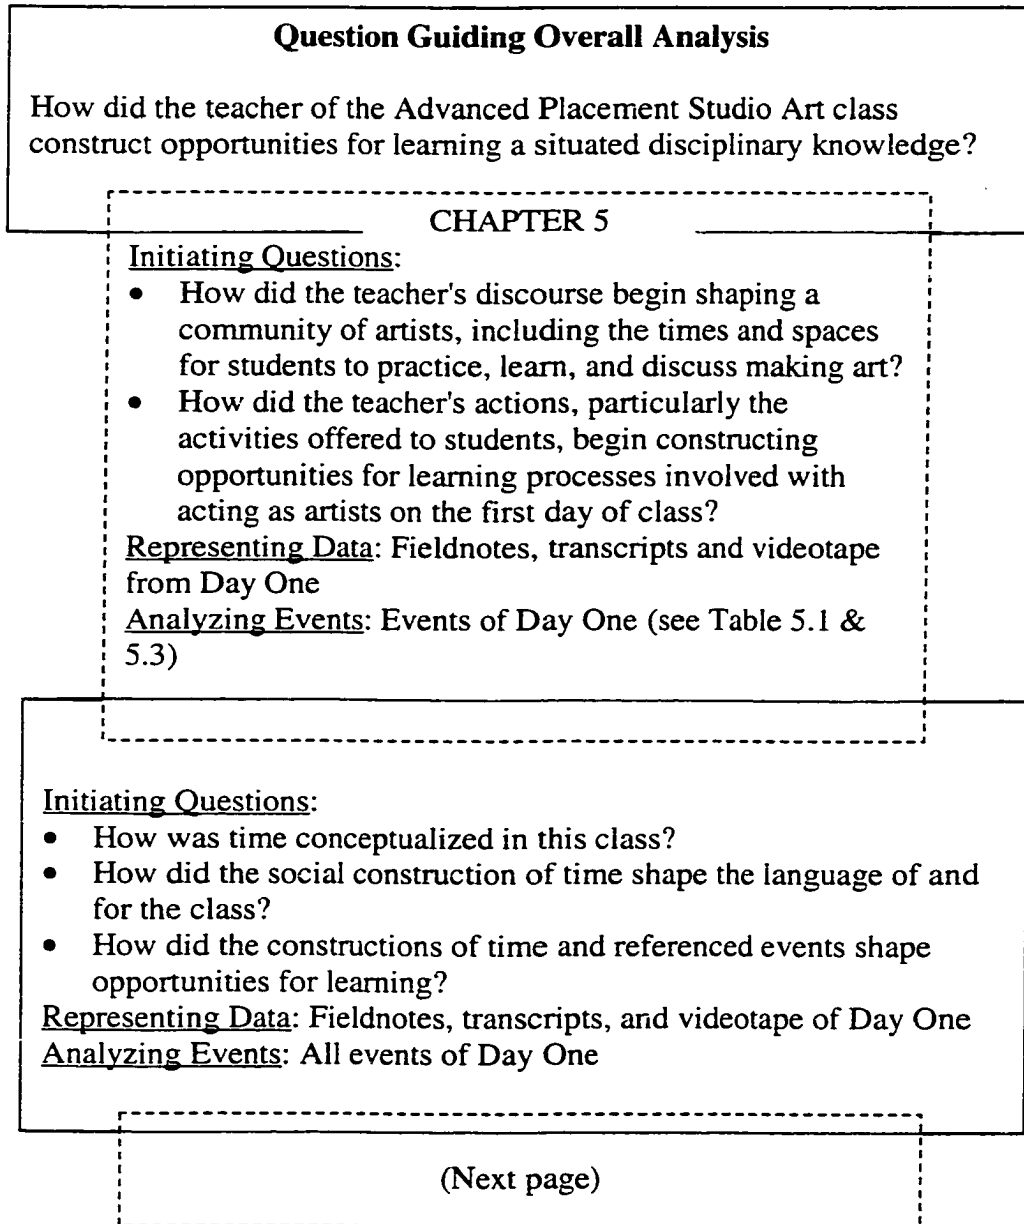 Question Guiding Overall Analysis
How did the teacher of the Advanced Placement Studio Art class
construct opportunities for learning a situated disciplinary knowledge?
CHAPTER 5
Initiating Questions:
• How did the teacher's discourse begin shaping a
community of artists, including the times and spaces
for students to practice, learn, and discuss making art?
• How did the teacher's actions, particularly the
activities offered to students, begin constructing
opportunities for learning processes involved with
acting as artists on the first day of class?
Representing Data: Fieldnotes, transcripts and videotape
from Day One
Analyzing Events: Events of Day One (see Table 5.1 &
5.3)
Initiating Questions:
• How was time conceptualized in this class?
• How did the social construction of time shape the language of and
for the class?
• How did the constructions of time and referenced events shape
opportunities for learning?
Representing Data: Fieldnotes, transcripts, and videotape of Day One
Analyzing Events: All events of Day One
(Next page)